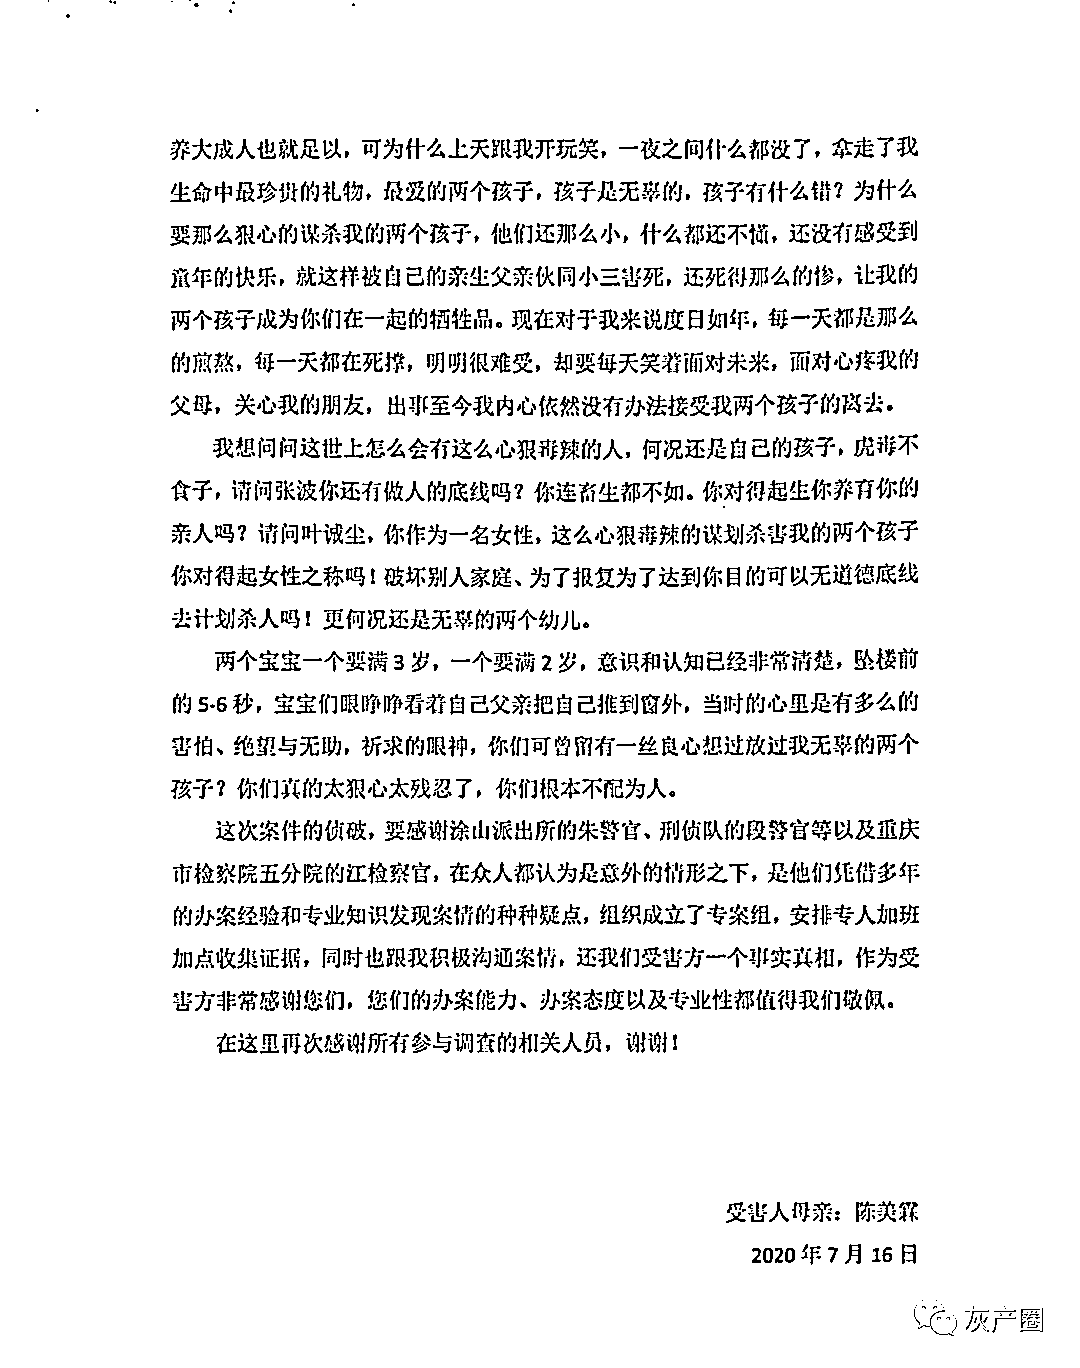 养大成人也就足以，可为什么上天跟我开玩笑，一夜之间什么都没了，拿走了我
生命中最珍贵的礼物，最爱的两个孩子，孩子是无辜的，孩子有什么错？为什么
要那么狠心的谋杀我的两个孩子，他们还那么小，什么都还不懂，还没有感受到
童年的快乐，就这样被自己的亲生父亲伙同小三害死，还死得那么的惨，让我的
两个孩子成为你们在一起的牺牲品。现在对于我来说度日如年，每一天都是那么
的煎熬，每一天都在死撑，明明很难受，却要每天笑着面对未来，面对心疼我的
父母，关心我的朋友，出事至今我内心依然没有办法接受我两个孩子的离去。
我想问问这世上怎么会有这么心狠毒辣的人，何况还是自己的孩子，虎毒不
食子，请问张波你还有做人的底线吗？你连畜生都不如。你对得起生你养育你的
亲人吗？请问叶诚尘，你作为一名女性，这么心狠毒辣的谋划杀害我的两个孩子
你对得起女性之称吗！破坏别人家庭、为了报复为了达到你目的可以无道德底线
去计划杀人吗！更何况还是无辜的两个幼儿。
两个宝宝一个要满 3 岁，一个要满 2 岁，意识和认知已经非常清楚，坠楼前
的 5-6 秒，宝宝们眼睁睁看着自己父亲把自己推到窗外，当时的心里是有多么的
害怕、绝望与无助，祈求的眼神，你们可曾留有一丝良心想过放过我无辜的两个
孩子？你们真的太狠心太残忍了，你们根本不配为人。
这次案件的侦破，要感谢涂山派出所的朱警官、刑侦队的段警官等以及重庆
市检察院五分院的江检察官，在众人都认为是意外的情形之下，是他们凭借多年
的办案经验和专业知识发现案情的种种疑点，组织成立了专案组，安排专人加班
加点收集证据，同时也跟我积极沟通案情，还我们受害方一个事实真相，作为受
害方非常感谢您们，您们的办案能力、办案态度以及专业性都值得我们敬佩。
在这里再次感谢所有参与调查的相关人员，谢谢！
受害人母亲：陈美霖
2020 年 7 月 16 日
灰产圈